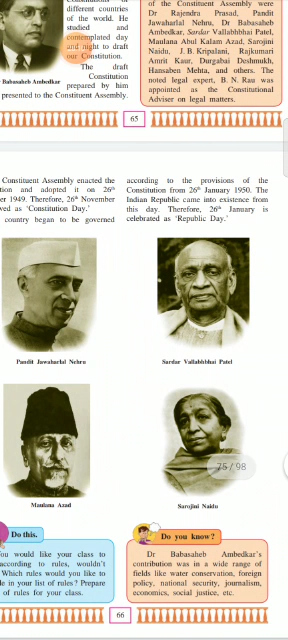 different countries
of the world. He
studied and
contemplated day
and night to draft
our Constitution.
The draft
Constitution
r Babasaheb Ambedkar
prepared by him
presented to the Constituent Assembly.
of the Constituent Assembly were
Dr Rajendra Prasad, Pandit
Jawaharlal Nehru, Dr Babasaheb
Ambedkar, Sardar Vallabhbhai Patel,
Maulana Abul Kalam Azad, Sarojini
Naidu, J. B. Kripalani, Rajkumari
Amrit Kaur, Durgabai Deshmukh,
Hansaben Mehta, and others. The
noted legal expert, B. N. Rau was
appointed as the Constitutional
Adviser on legal matters.
65
Constituent Assembly enacted the
tion and adopted it on 26th
er 1949. Therefore, 26th November
ved as 'Constitution Day.'
country began to be governed
according to the provisions of the
Constitution from 26th January 1950. The
Indian Republic came into existence from
this day. Therefore, 26th January is
celebrated as 'Republic Day.'
Pandit Jawaharlal Nehru
Sardar Vallabhbhai Patel
Maulana Azad
75 / 98
Sarojini Naidu
Do this.
You would like your class to
according to rules, wouldn't
Which rules would you like to
de in your list of rules? Prepare
of rules for your class.
Do you know?
Dr Babasaheb Ambedkar's
contribution was in a wide range of
fields like water conservation, foreign
policy, national security, journalism,
economics, social justice, etc.
66